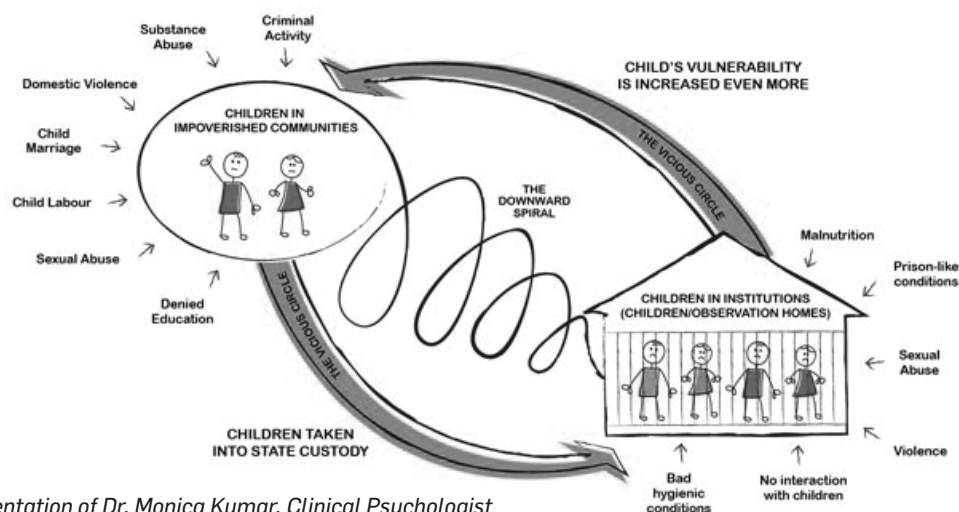 Criminal
Activity
Substance
Abuse
Domestic Violence
Child
Marriage
Child Labour
Sexual Abuse
Denied
Education
CHILDREN IN
IMPOVERISHED COMMUNITIES
CHILD'S VULNERABILITY
IS INCREASED EVEN MORE
THE VICIOUS CIRCLE
THE
DOWNWARD
SPIRAL
THE VICIOUS CIRCLE
CHILDREN TAKEN
INTO STATE CUSTODY
CHILDREN IN INSTITUTIONS
(CHILDREN/OBSERVATION HOMES)
Malnutrition
Prison-like
conditions
Sexual
Abuse
Violence
Bad
hygienic
conditions
No interaction
with children
entation of Dr. Monica Kumar, Clinical Psychologist